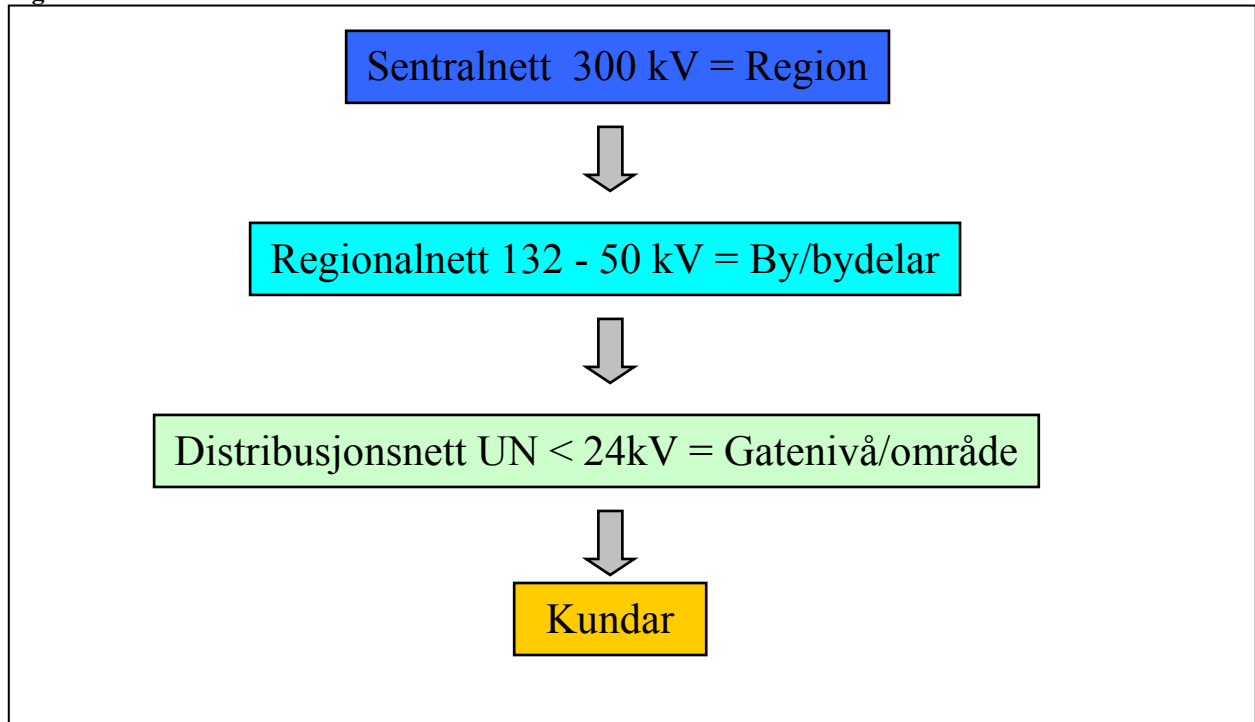 Sentralnett 300 kV = Region
Regionalnett 132 - 50 kV = By/bydelar
Distribusjonsnett UN < 24kV = Gatenivå/område
Kundar